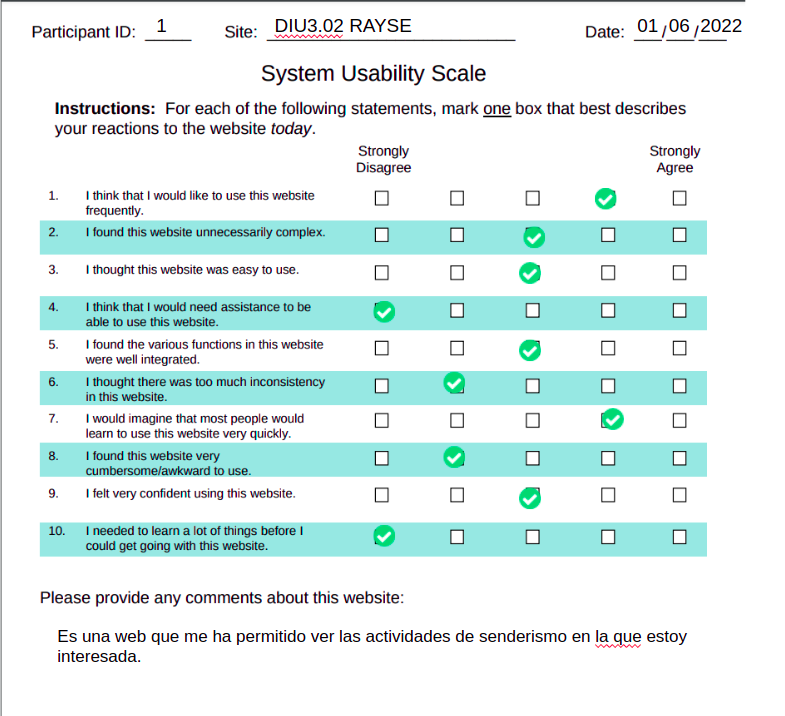 Participant ID: 1 Site: DIU3.02 RAYSE Date: 01/06/2022
System Usability Scale
Instructions: For each of the following statements, mark one box that best describes
your reactions to the website today.
Strongly Strongly
Disagree Agree
1. I think that I would like to use this website
frequently.
2. I found this website unnecessarily complex.
3. I thought this website was easy to use.
4. I think that I would need assistance to be
able to use this website.
5. I found the various functions in this website
were well integrated.
6. I thought there was too much inconsistency
in this website.
7. I would imagine that most people would
learn to use this website very quickly.
8. I found this website very
cumbersome/awkward to use.
9. I felt very confident using this website.
10. I needed to learn a lot of things before I
could get going with this website.
Please provide any comments about this website:
Es una web que me ha permitido ver las actividades de senderismo en la que estoy
interesada.